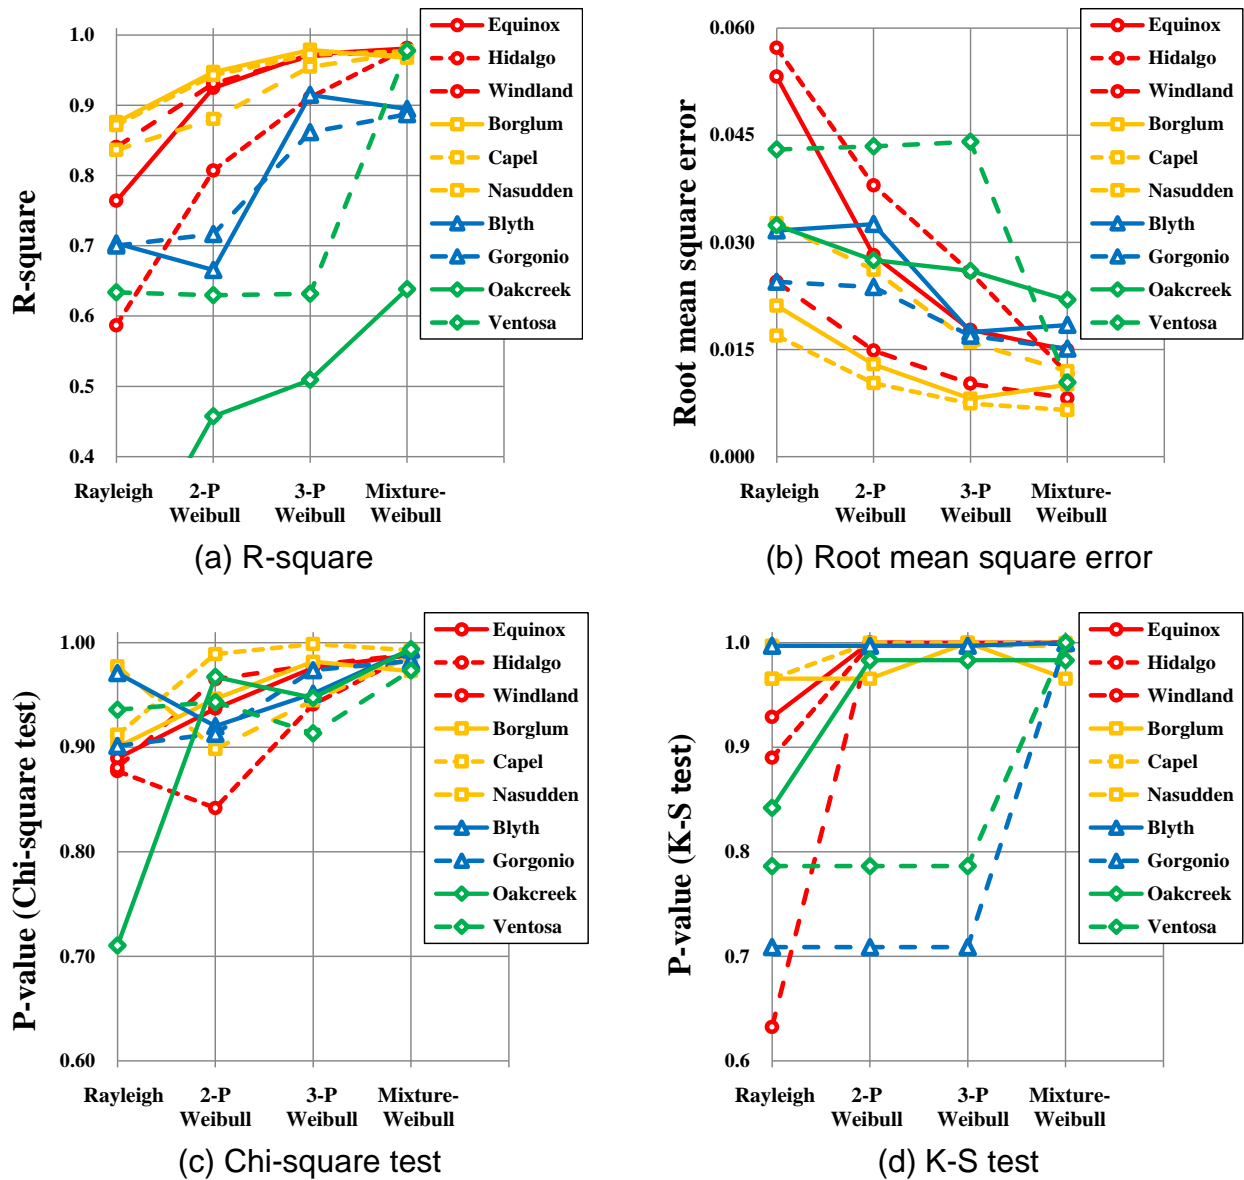 R-square
1.0
0.9
0.8
0.7
0.6
0.5
0.4
Rayleigh
2-P
Weibull
3-P
Weibull
Mixture-
Weibull
Equinox
Hidalgo
Windland
Borglum
Capel
Nasudden
Blyth
Gorgonio
Oakcreek
Ventosa
(a) R-square
Root mean square error
0.060
0.045
0.030
0.015
0.000
Rayleigh
2-P
Weibull
3-P
Weibull
Mixture-
Weibull
Equinox
Hidalgo
Windland
Borglum
Capel
Nasudden
Blyth
Gorgonio
Oakcreek
Ventosa
(b) Root mean square error
P-value (Chi-square test)
1.00
0.90
0.80
0.70
0.60
Rayleigh
2-P
Weibull
3-P
Weibull
Mixture-
Weibull
Equinox
Hidalgo
Windland
Borglum
Capel
Nasudden
Blyth
Gorgonio
Oakcreek
Ventosa
(c) Chi-square test
P-value (K-S test)
1.0
0.9
0.8
0.7
0.6
Rayleigh
2-P
Weibull
3-P
Weibull
Mixture-
Weibull
Equinox
Hidalgo
Windland
Borglum
Capel
Nasudden
Blyth
Gorgonio
Oakcreek
Ventosa
(d) K-S test